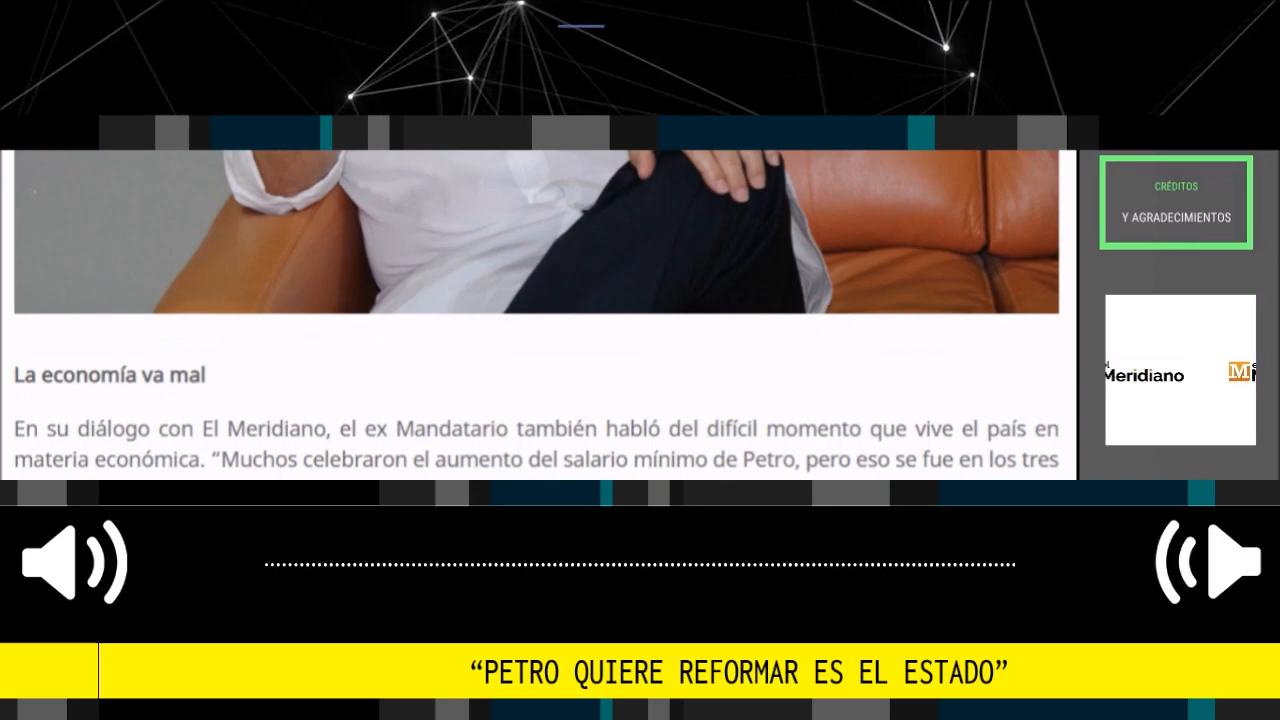 CRÉDITOS
Y AGRADECIMIENTOS
Meridiano
M
La economía va mal
En su diálogo con El Meridiano, el ex Mandatario también habló del difícil momento que vive el país en
materia económica. “Muchos celebraron el aumento del salario mínimo de Petro, pero eso se fue en los tres
“PETRO QUIERE REFORMAR ES EL ESTADO”